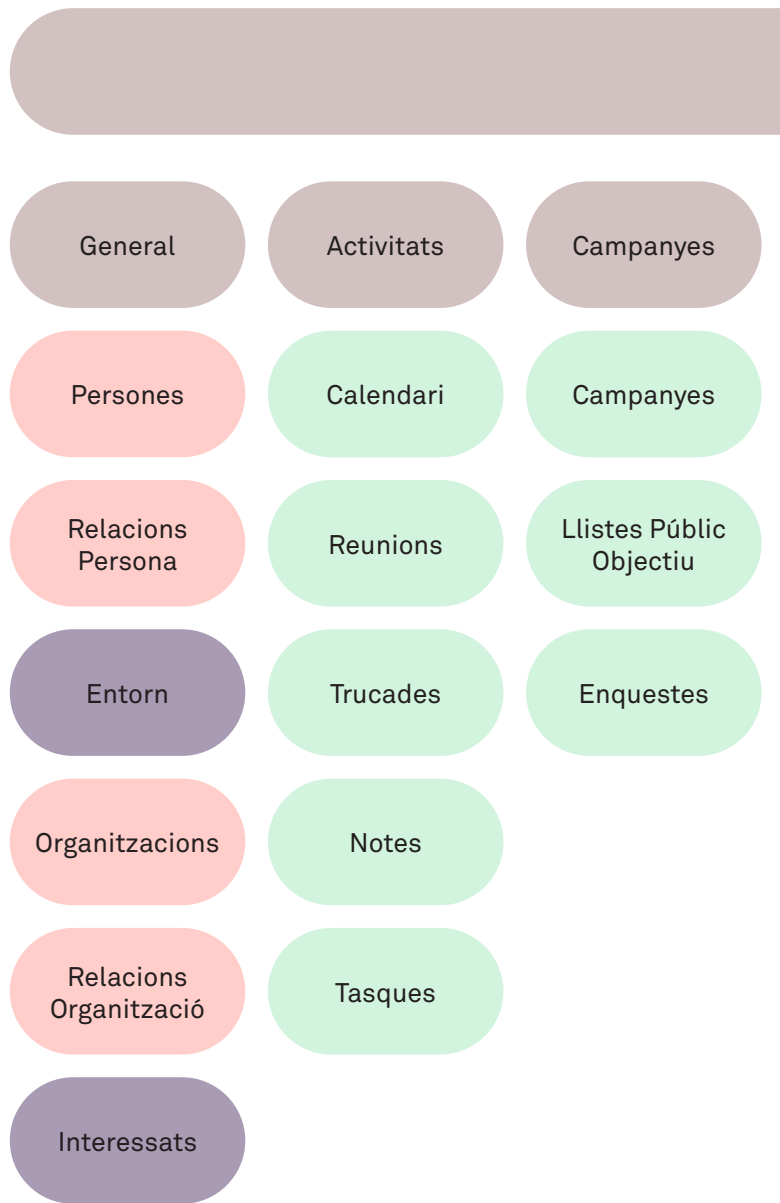 General
Activitats
Campanyes
Persones
Calendari
Campanyes
Relacions
Persona
Reunions
Llistes Públic
Objectiu
Entorn
Trucades
Enquestes
Organitzacions
Notes
Relacions
Organització
Tasques
Interessats